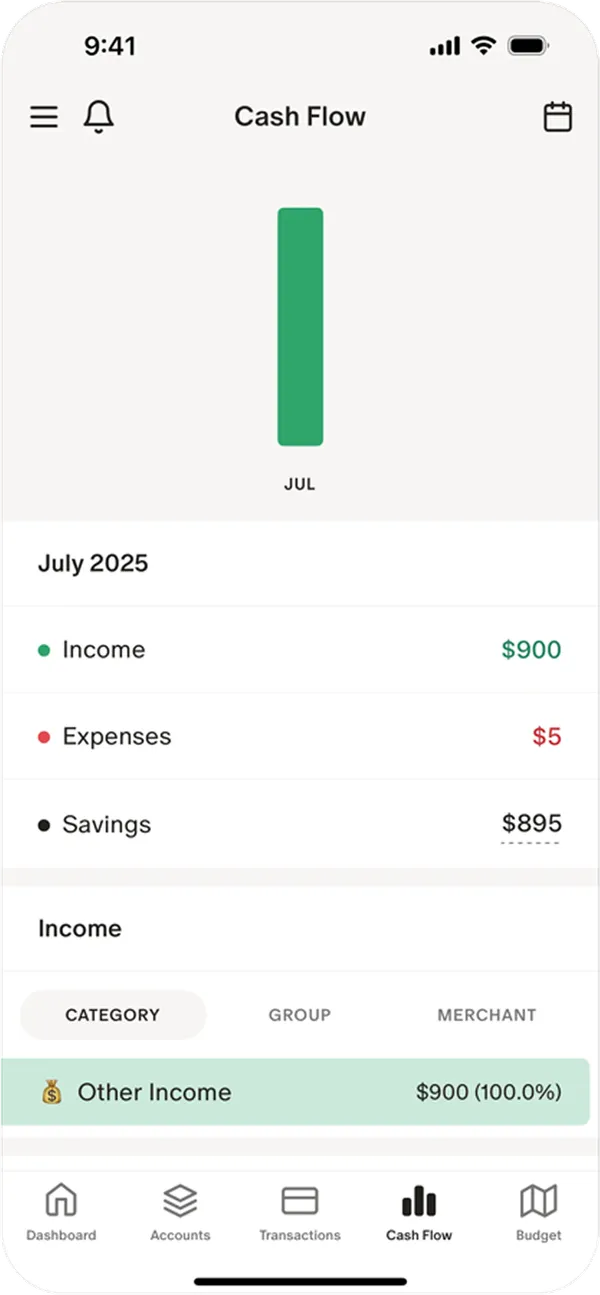 9:41
Cash Flow
JUL
July 2025
Income $900
Expenses $5
Savings $895
Income
CATEGORY GROUP MERCHANT
Other Income $900 (100.0%)
Dashboard Accounts Transactions Cash Flow Budget